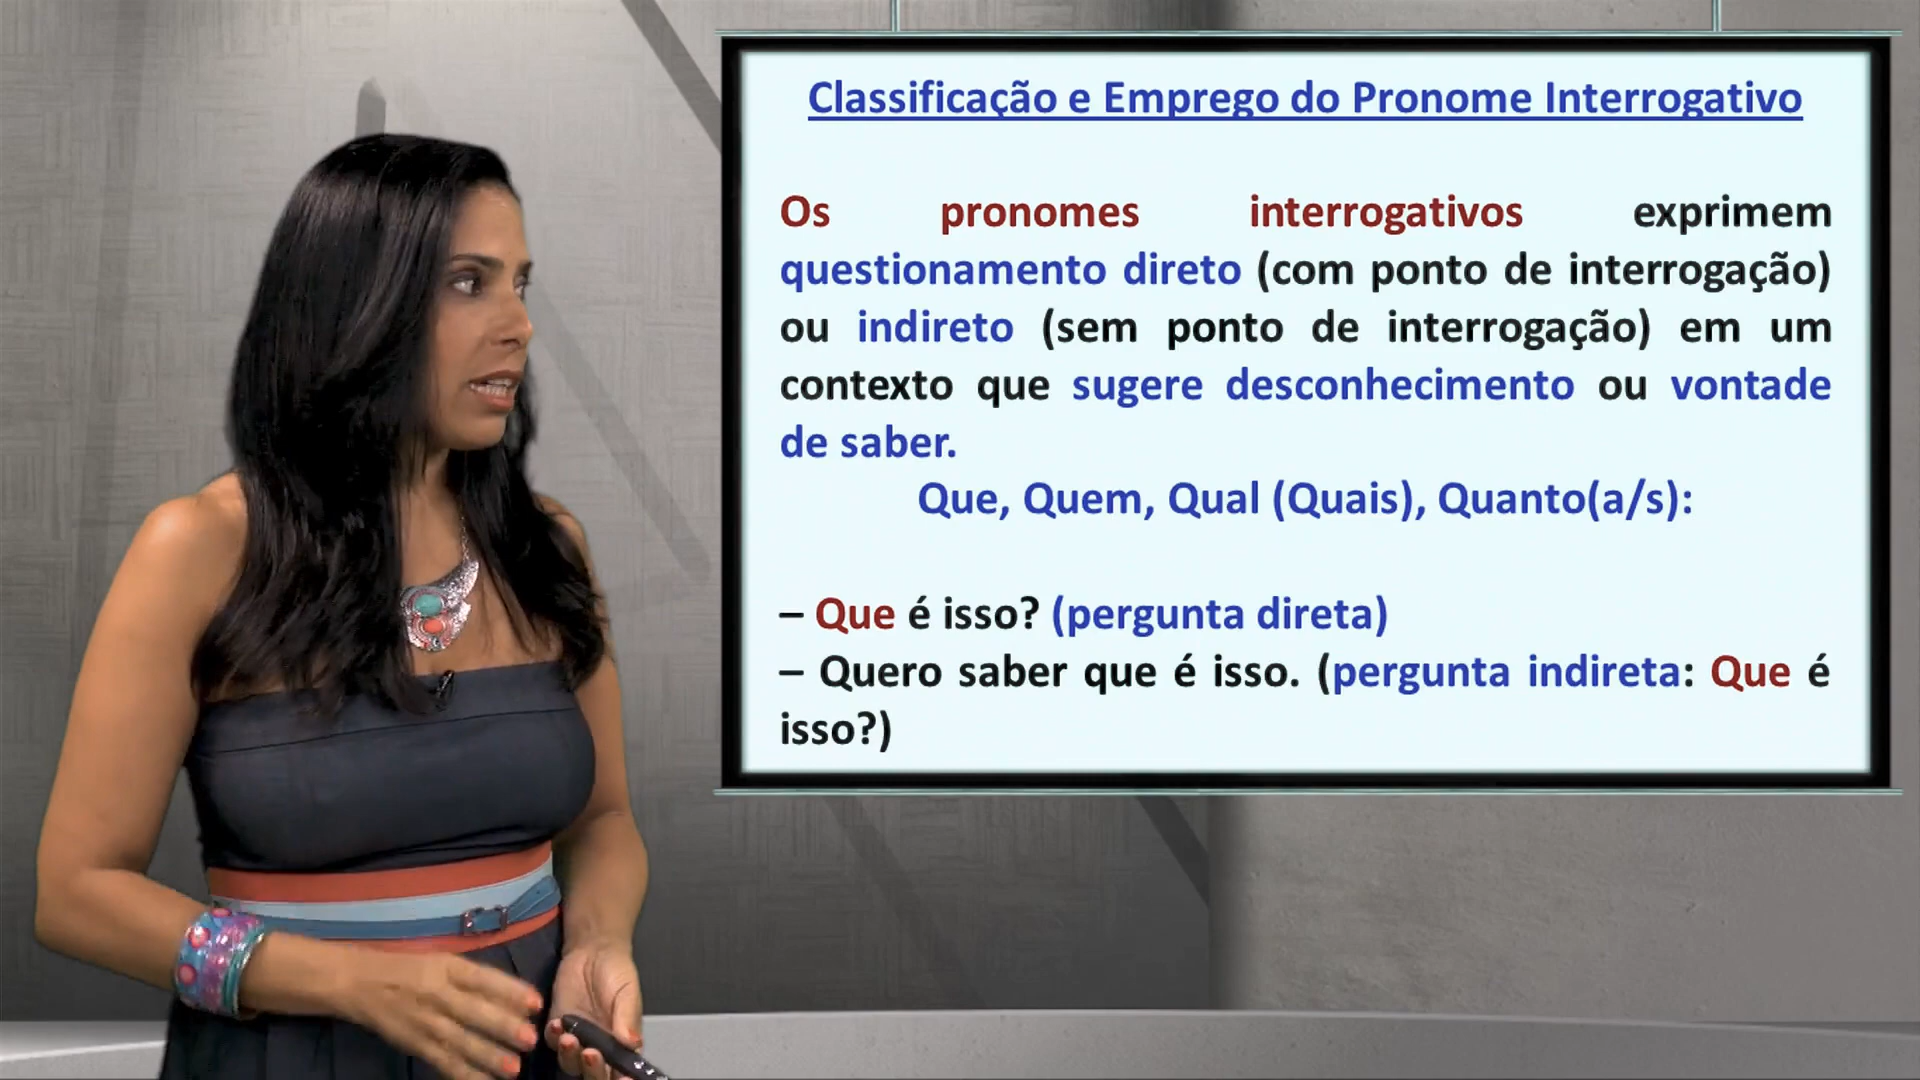 Classificação e Emprego do Pronome Interrogativo
Os pronomes interrogativos exprimem
questionamento direto (com ponto de interrogação)
ou indireto (sem ponto de interrogação) em um
contexto que sugere desconhecimento ou vontade
de saber.
Que, Quem, Qual (Quais), Quanto(a/s):
– Que é isso? (pergunta direta)
– Quero saber que é isso. (pergunta indireta: Que é
isso?)